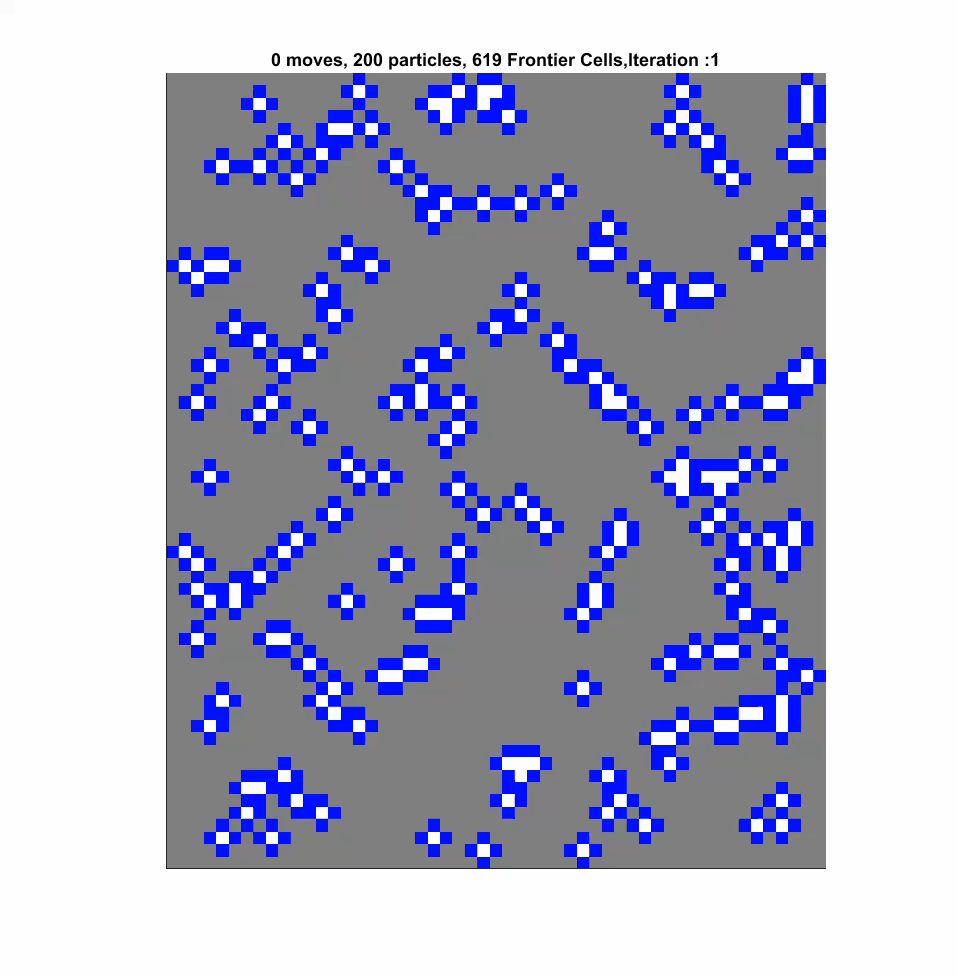 0 moves, 200 particles, 619 Frontier Cells,Iteration :1